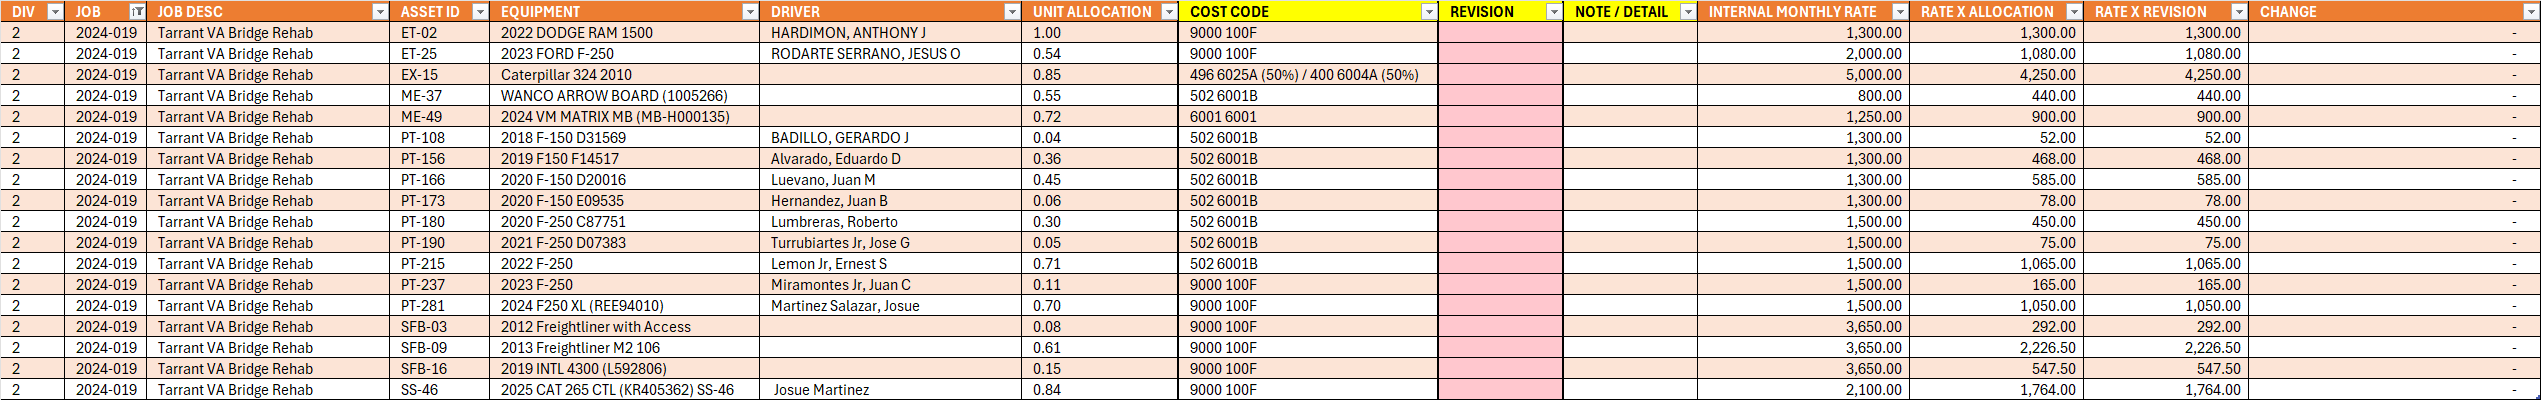 DIV JOB JOB DESC ASSET ID EQUIPMENT DRIVER UNIT ALLOCATION COST CODE REVISION NOTE / DETAIL INTERNAL MONTHLY RATE RATE X ALLOCATION RATE X REVISION CHANGE
2 2024-019 Tarrant VA Bridge Rehab ET-02 2022 DODGE RAM 1500 HARDIMON, ANTHONY J 1.00 9000 100F 1,300.00 1,300.00 1,300.00 -
2 2024-019 Tarrant VA Bridge Rehab ET-25 2023 FORD F-250 RODARTE SERRANO, JESUS O 0.54 9000 100F 2,000.00 1,080.00 1,080.00 -
2 2024-019 Tarrant VA Bridge Rehab EX-15 Caterpillar 324 2010 0.85 496 6025A (50%) / 400 6004A (50%) 5,000.00 4,250.00 4,250.00 -
2 2024-019 Tarrant VA Bridge Rehab ME-37 WANCO ARROW BOARD (1005266) 0.55 502 6001B 800.00 440.00 440.00 -
2 2024-019 Tarrant VA Bridge Rehab ME-49 2024 VM MATRIX MB (MB-H000135) 0.72 6001 6001 1,250.00 900.00 900.00 -
2 2024-019 Tarrant VA Bridge Rehab PT-108 2018 F-150 D31569 BADILLO, GERARDO J 0.04 502 6001B 1,300.00 52.00 52.00 -
2 2024-019 Tarrant VA Bridge Rehab PT-156 2019 F150 F14517 Alvarado, Eduardo D 0.36 502 6001B 1,300.00 468.00 468.00 -
2 2024-019 Tarrant VA Bridge Rehab PT-166 2020 F-150 D20016 Luevano, Juan M 0.45 502 6001B 1,300.00 585.00 585.00 -
2 2024-019 Tarrant VA Bridge Rehab PT-173 2020 F-150 E09535 Hernandez, Juan B 0.06 502 6001B 1,300.00 78.00 78.00 -
2 2024-019 Tarrant VA Bridge Rehab PT-180 2020 F-250 C87751 Lumbreras, Roberto 0.30 502 6001B 1,500.00 450.00 450.00 -
2 2024-019 Tarrant VA Bridge Rehab PT-190 2021 F-250 D07383 Turrubiartes Jr, Jose G 0.05 502 6001B 1,500.00 75.00 75.00 -
2 2024-019 Tarrant VA Bridge Rehab PT-215 2022 F-250 Lemon Jr, Ernest S 0.71 502 6001B 1,500.00 1,065.00 1,065.00 -
2 2024-019 Tarrant VA Bridge Rehab PT-237 2023 F-250 Miramontes Jr, Juan C 0.11 9000 100F 1,500.00 165.00 165.00 -
2 2024-019 Tarrant VA Bridge Rehab PT-281 2024 F250 XL (REE94010) Martinez Salazar, Josue 0.70 9000 100F 1,500.00 1,050.00 1,050.00 -
2 2024-019 Tarrant VA Bridge Rehab SFB-03 2012 Freightliner with Access 0.08 9000 100F 3,650.00 292.00 292.00 -
2 2024-019 Tarrant VA Bridge Rehab SFB-09 2013 Freightliner M2 106 0.61 9000 100F 3,650.00 2,226.50 2,226.50 -
2 2024-019 Tarrant VA Bridge Rehab SFB-16 2019 INTL 4300 (L592806) 0.15 9000 100F 3,650.00 547.50 547.50 -
2 2024-019 Tarrant VA Bridge Rehab SS-46 2025 CAT 265 CTL (KR405362) SS-46 Josue Martinez 0.84 9000 100F 2,100.00 1,764.00 1,764.00 -